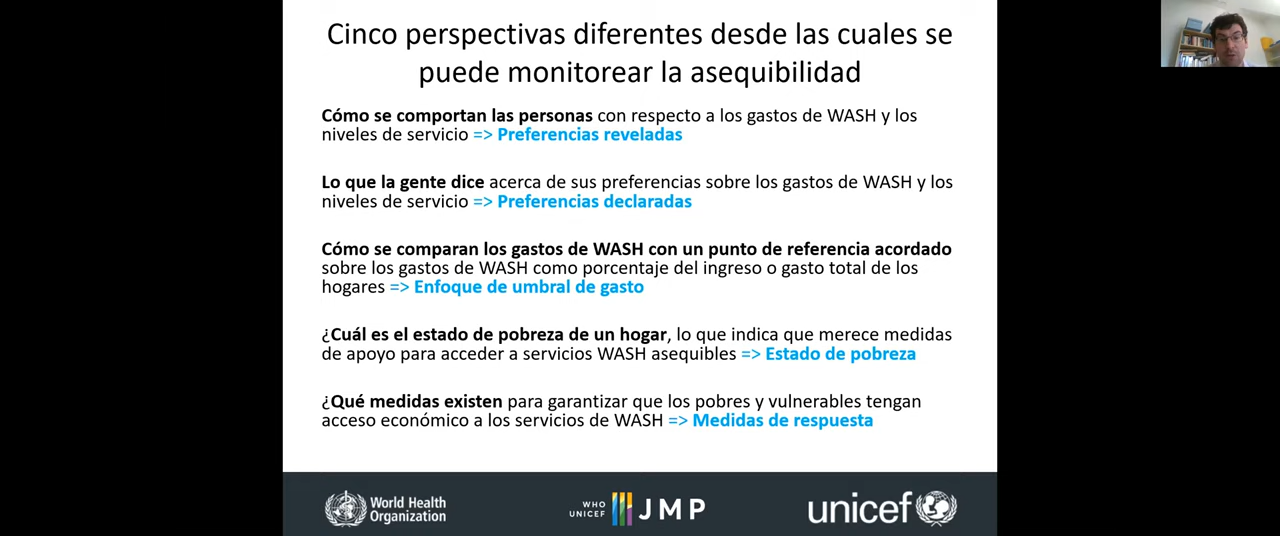 Cinco perspectivas diferentes desde las cuales se
puede monitorear la asequibilidad
Cómo se comportan las personas con respecto a los gastos de WASH y los
niveles de servicio => Preferencias reveladas
Lo que la gente dice acerca de sus preferencias sobre los gastos de WASH y los
niveles de servicio => Preferencias declaradas
Cómo se comparan los gastos de WASH con un punto de referencia acordado
sobre los gastos de WASH como porcentaje del ingreso o gasto total de los
hogares => Enfoque de umbral de gasto
¿Cuál es el estado de pobreza de un hogar, lo que indica que merece medidas
de apoyo para acceder a servicios WASH asequibles => Estado de pobreza
¿Qué medidas existen para garantizar que los pobres y vulnerables tengan
acceso económico a los servicios de WASH => Medidas de respuesta
World Health
Organization
WHO
UNICEF
JMP
unicef